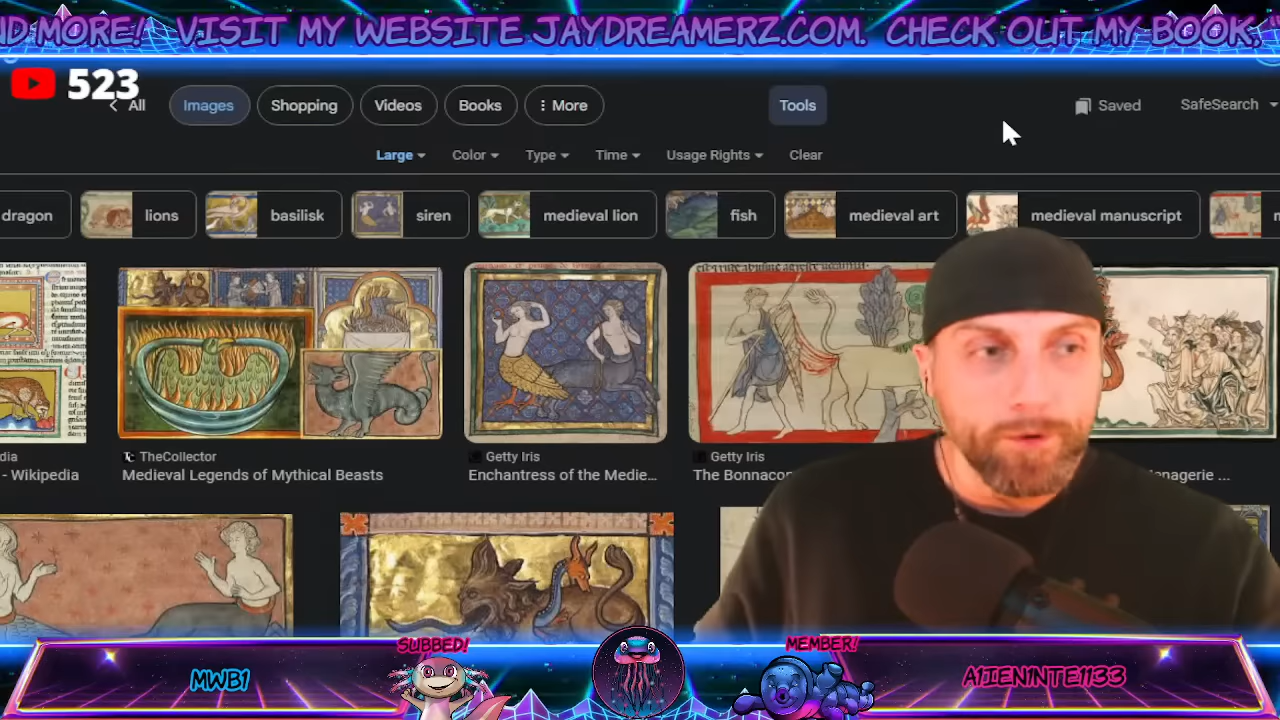 ND MORE! VISIT MY WEBSITE JAYDREAMERZ.COM. CHECK OUT MY BOOK,
523
All Images Shopping Videos Books More Tools Saved SafeSearch
Large Color Type Time Usage Rights Clear
dragon lions basilisk siren medieval lion fish medieval art medieval manuscript
dia TheCollector Getty Iris Getty Iris
- Wikipedia Medieval Legends of Mythical Beasts Enchantress of the Medie... The Bonnacon enagerie ...
SUBBED! MEMBER!
MWB1 A1IEN1NTE1133